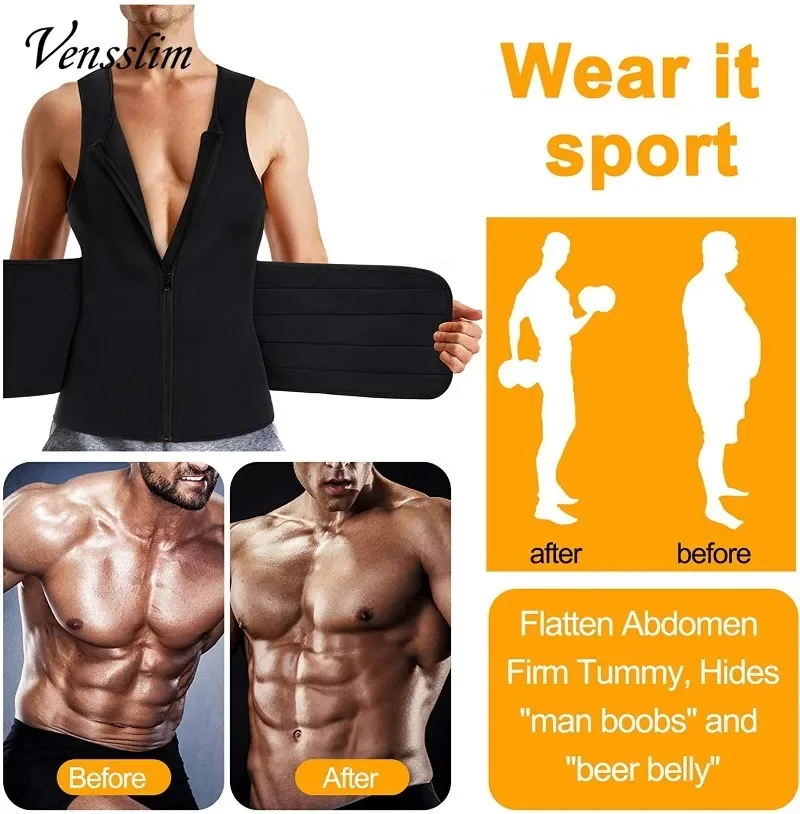 Vensslim
Wear it
sport
after
before
Flatten Abdomen
Firm Tummy, Hides
"man boobs" and
"beer belly"
Before
After